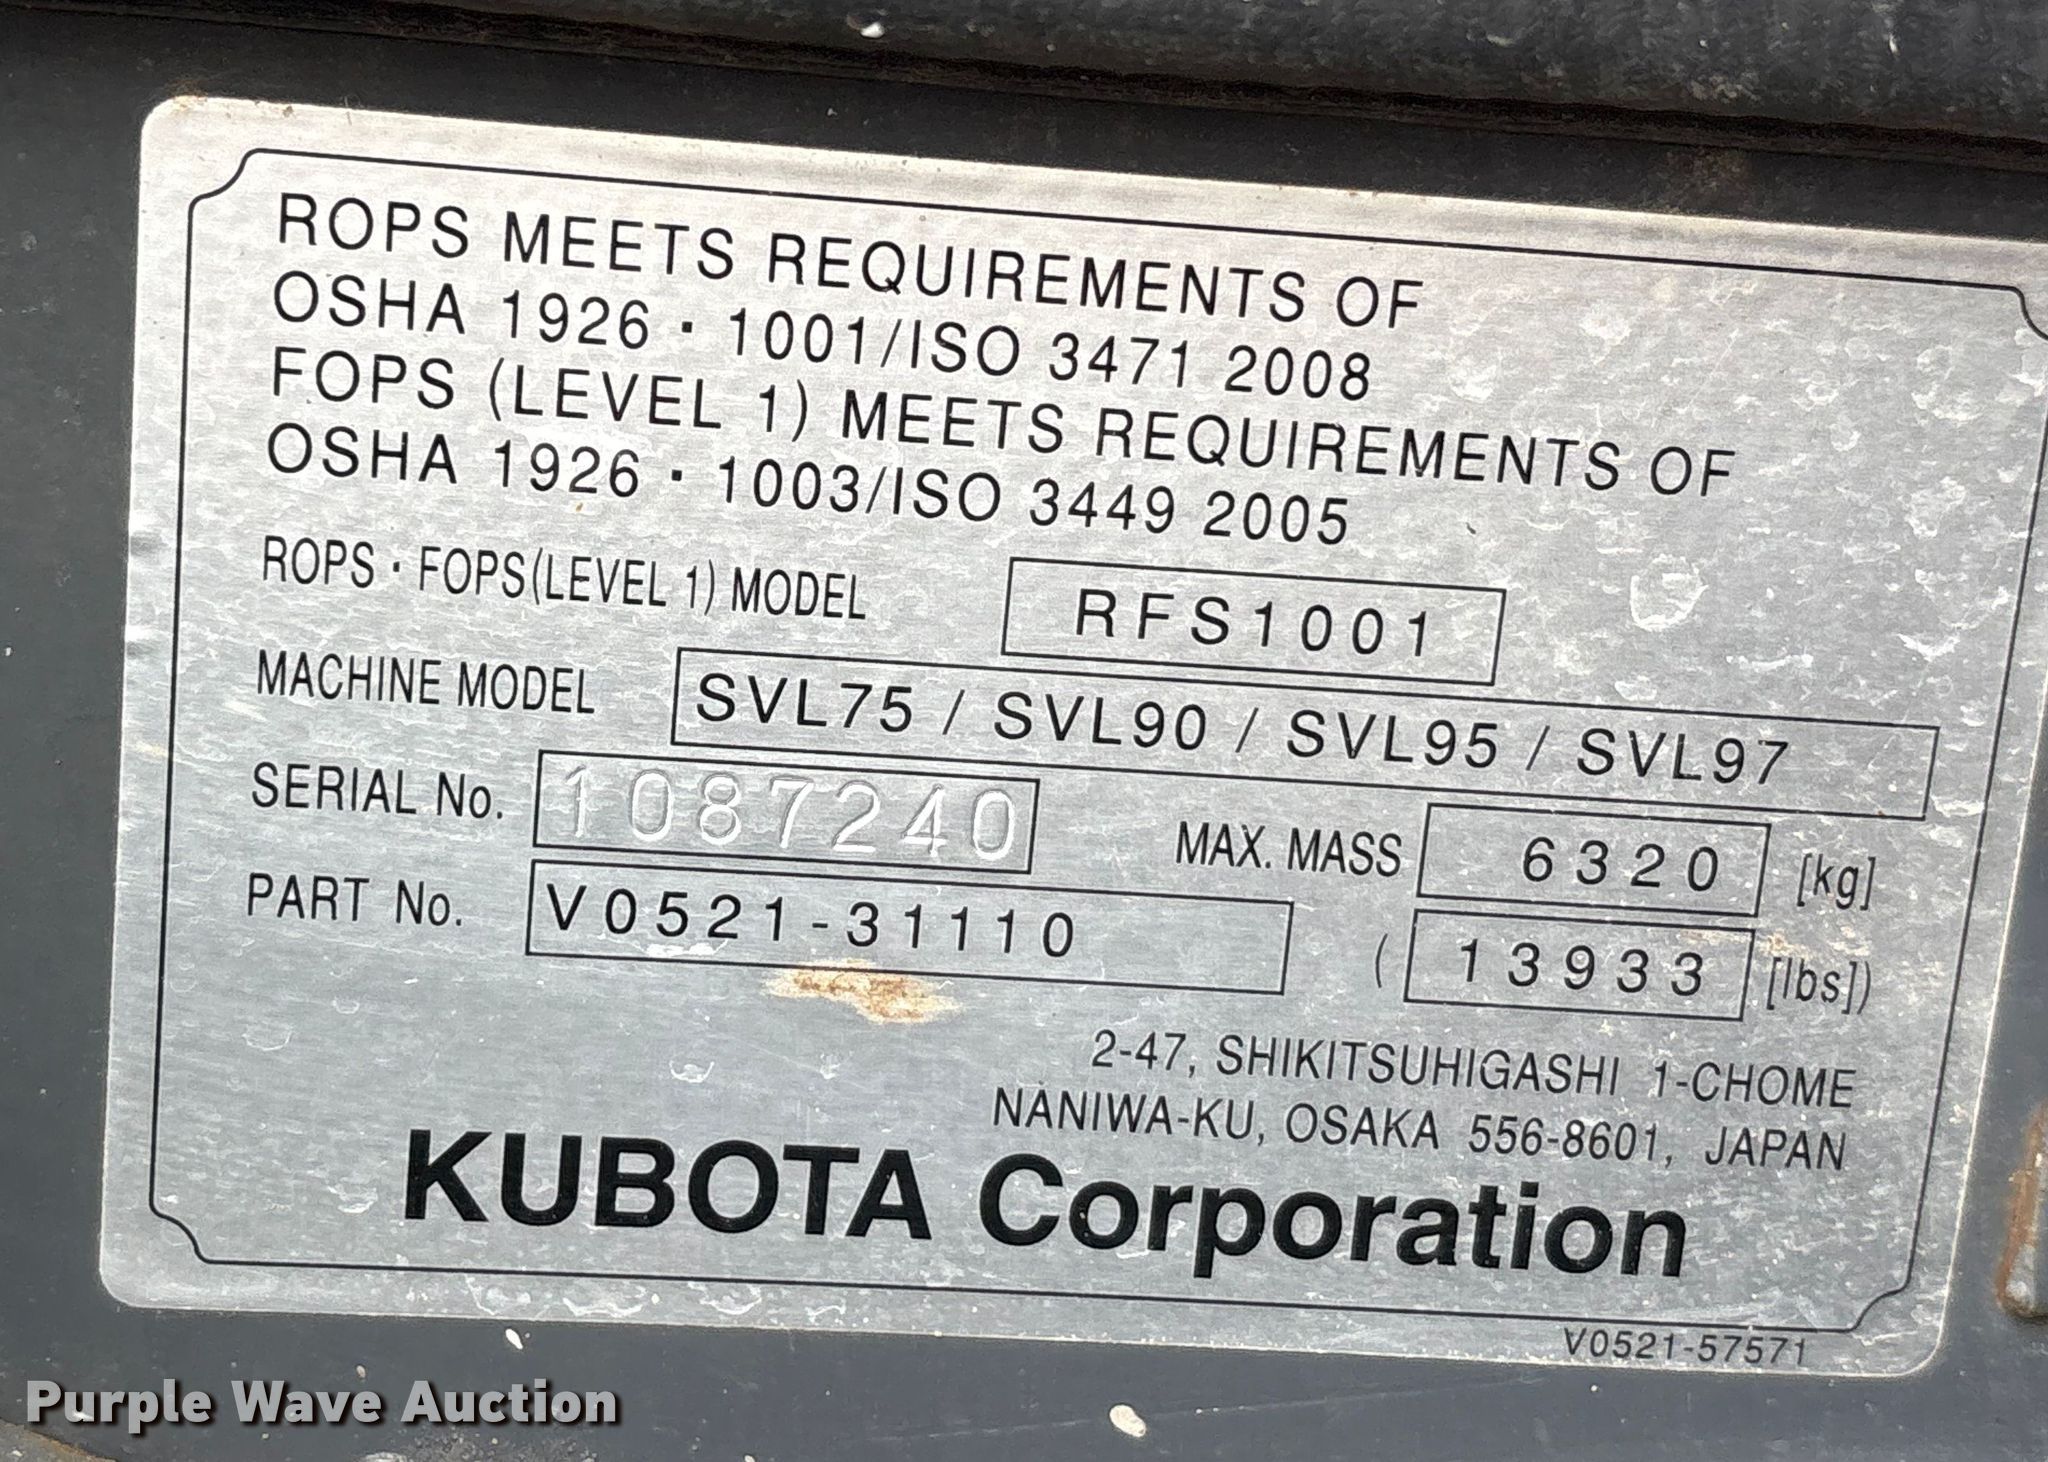 ROPS MEETS REQUIREMENTS OF
OSHA 1926・1001/ISO 3471 2008
FOPS (LEVEL 1) MEETS REQUIREMENTS OF
OSHA 1926・1003/ISO 3449 2005
ROPS・FOPS(LEVEL 1) MODEL RFS1001
MACHINE MODEL SVL75 / SVL90 / SVL95 / SVL97
SERIAL No. 1087240 MAX. MASS 6320 [kg]
PART No. V0521-31110 ( 13933 [lbs])
2-47, SHIKITSUHIGASHI 1-CHOME
NANIWA-KU, OSAKA 556-8601, JAPAN
KUBOTA Corporation
V0521-57571
Purple Wave Auction